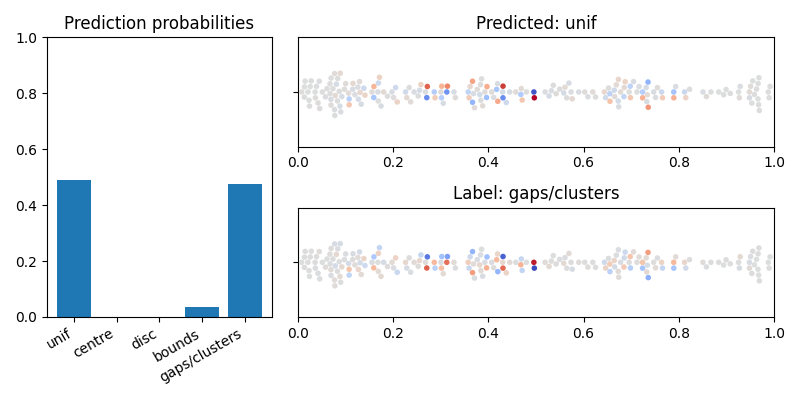 Prediction probabilities
1.0
0.8
0.6
0.4
0.2
0.0
unif
centre
disc
bounds
gaps/clusters
Predicted: unif
0.0 0.2 0.4 0.6 0.8 1.0
Label: gaps/clusters
0.0 0.2 0.4 0.6 0.8 1.0